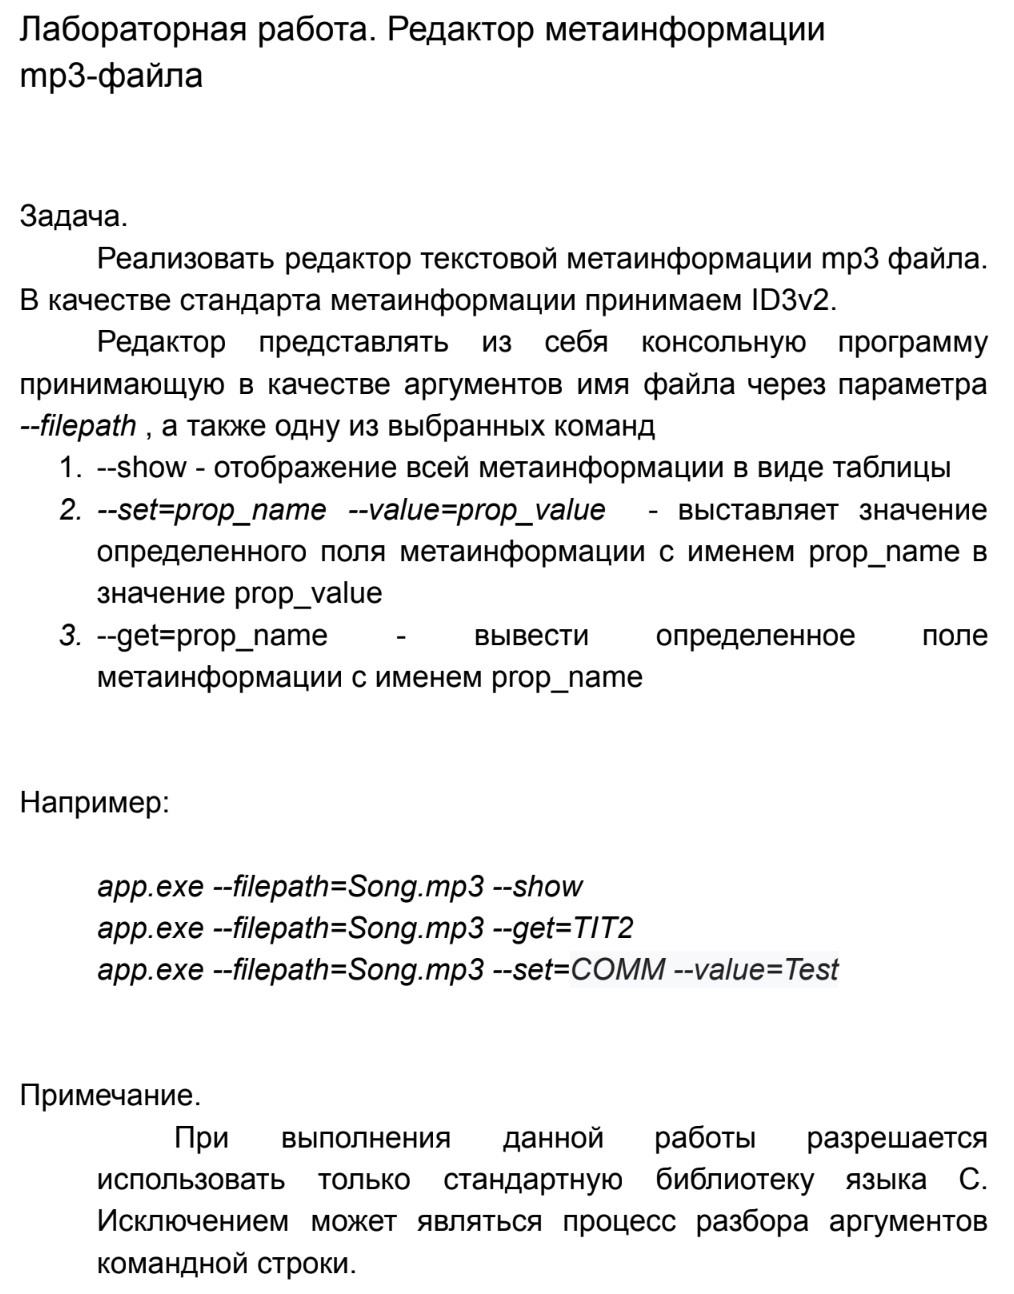 Лабораторная работа. Редактор метаинформации
mp3-файла
Задача.
Реализовать редактор текстовой метаинформации mp3 файла.
В качестве стандарта метаинформации принимаем ID3v2.
Редактор представлять из себя консольную программу
принимающую в качестве аргументов имя файла через параметра
--filepath , а также одну из выбранных команд
1. --show - отображение всей метаинформации в виде таблицы
2. --set=prop_name --value=prop_value - выставляет значение
определенного поля метаинформации с именем prop_name в
значение prop_value
3. --get=prop_name - вывести определенное поле
метаинформации с именем prop_name
Например:
app.exe --filepath=Song.mp3 --show
app.exe --filepath=Song.mp3 --get=TIT2
app.exe --filepath=Song.mp3 --set=COMM --value=Test
Примечание.
При выполнения данной работы разрешается
использовать только стандартную библиотеку языка C.
Исключением может являться процесс разбора аргументов
командной строки.